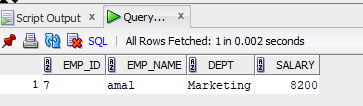 Script Output x Query... x
SQL | All Rows Fetched: 1 in 0.002 seconds
EMP_ID EMP_NAME DEPT SALARY
1 7 amal Marketing 8200